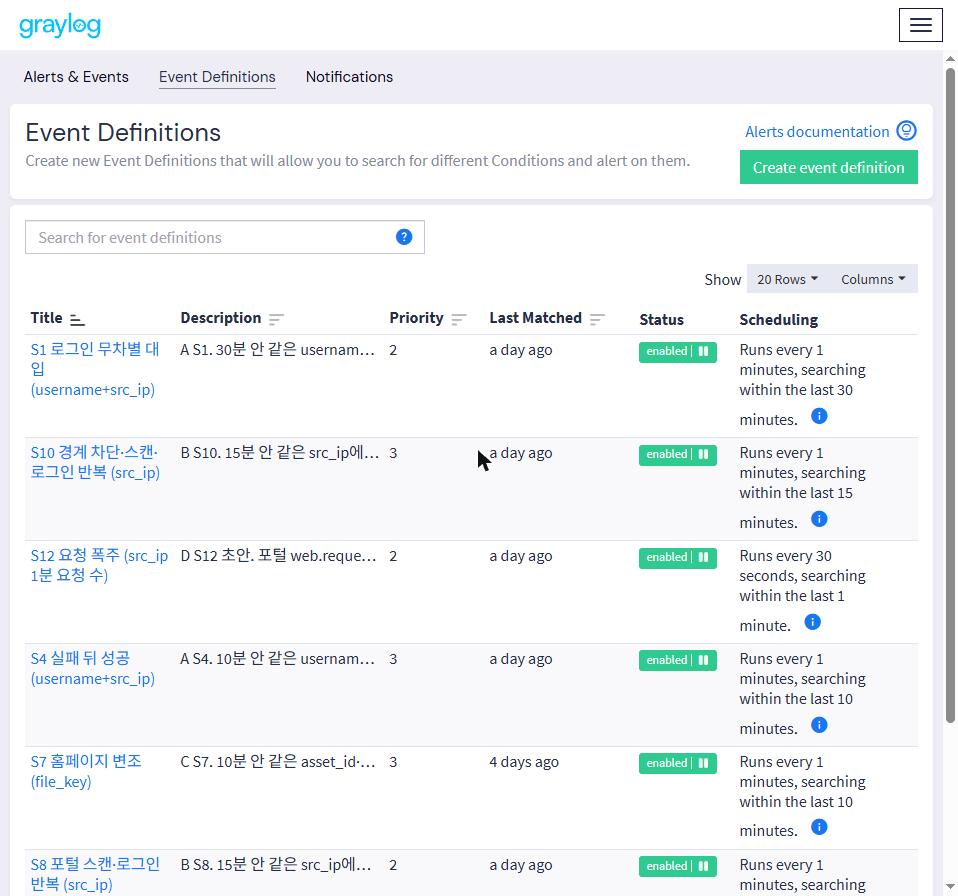 graylog
Alerts & Events Event Definitions Notifications
Event Definitions
Alerts documentation
Create new Event Definitions that will allow you to search for different Conditions and alert on them.
Create event definition
Search for event definitions
Show 20 Rows Columns
Title Description Priority Last Matched Status Scheduling
S1 로그인 무차별 대 A S1. 30분 안 같은 usernam… 2 a day ago enabled Runs every 1
입 minutes, searching
(username+src_ip) within the last 30
minutes.
S10 경계 차단·스캔· B S10. 15분 안 같은 src_ip에… 3 a day ago enabled Runs every 1
로그인 반복 (src_ip) minutes, searching
within the last 15
minutes.
S12 요청 폭주 (src_ip D S12 초안. 포털 web.reque… 2 a day ago enabled Runs every 30
1분 요청 수) seconds, searching
within the last 1
minute.
S4 실패 뒤 성공 A S4. 10분 안 같은 usernam… 3 a day ago enabled Runs every 1
(username+src_ip) minutes, searching
within the last 10
minutes.
S7 홈페이지 변조 C S7. 10분 안 같은 asset_id·… 3 4 days ago enabled Runs every 1
(file_key) minutes, searching
within the last 10
minutes.
S8 포털 스캔·로그인 B S8. 15분 안 같은 src_ip에… 2 a day ago enabled Runs every 1
반복 (src_ip) minutes, searching